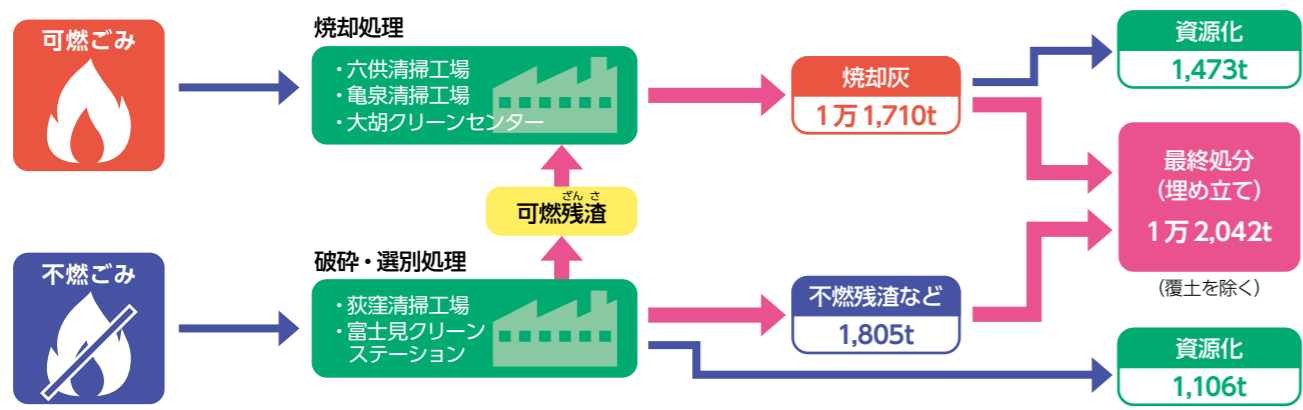 可燃ごみ
焼却処理
・六供清掃工場
・亀泉清掃工場
・大胡クリーンセンター
焼却灰
1万1,710t
資源化
1,473t
最終処分
(埋め立て)
1万2,042t
(覆土を除く)
ざんさ
可燃残渣
不燃ごみ
破砕・選別処理
・荻窪清掃工場
・富士見クリーン
ステーション
不燃残渣など
1,805t
資源化
1,106t